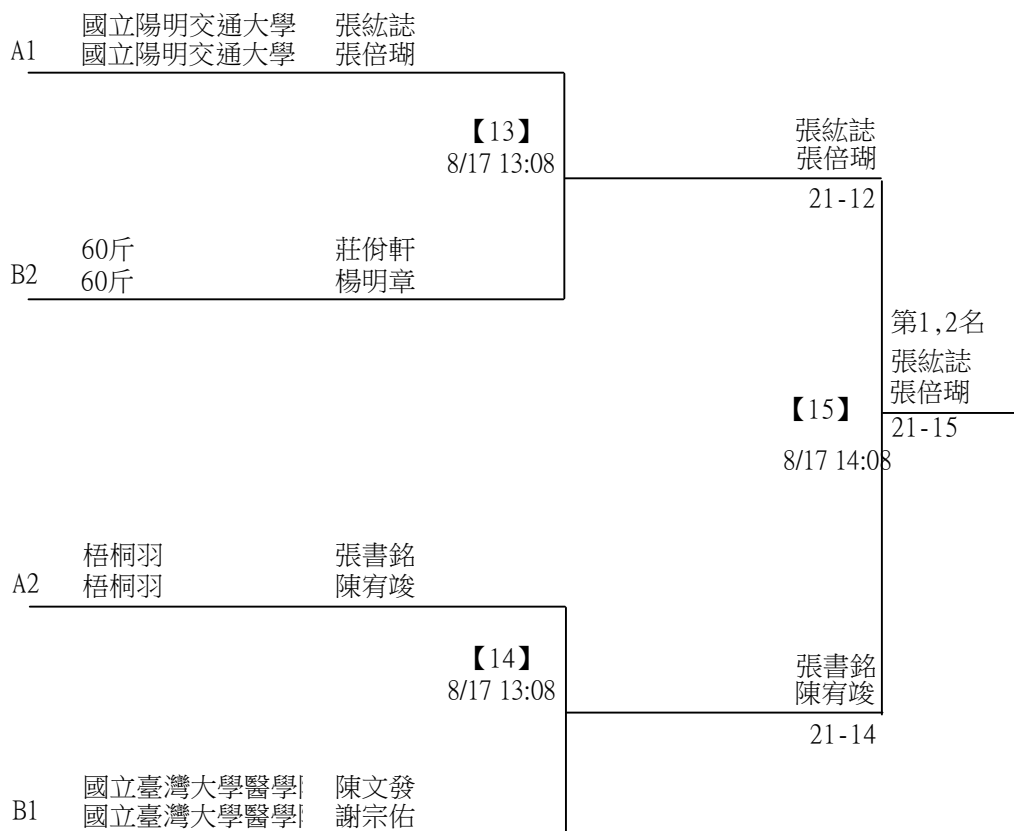 國立陽明交通大學 張紘誌
A1 國立陽明交通大學 張倍瑚
【13】
8/17 13:08
張紘誌
張倍瑚
21-12
60斤 莊佾軒
B2 60斤 楊明章
第1,2名
張紘誌
張倍瑚
【15】
21-15
8/17 14:08
梧桐羽 張書銘
A2 梧桐羽 陳宥竣
【14】
8/17 13:08
張書銘
陳宥竣
21-14
國立臺灣大學醫學 陳文發
B1 國立臺灣大學醫學 謝宗佑